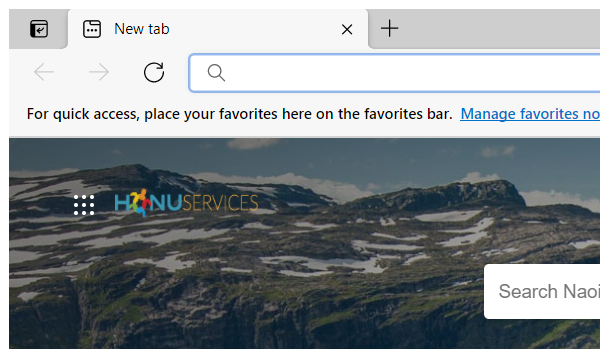 New tab
For quick access, place your favorites here on the favorites bar. Manage favorites no
HONUSERVICES
Search Naoi